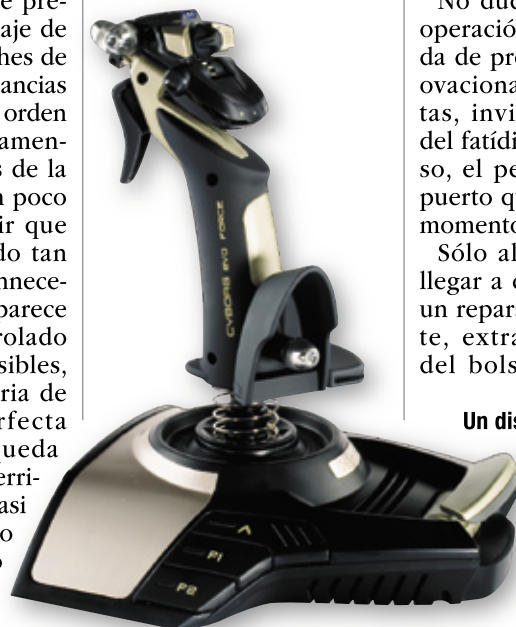 e pre-
aje de
hes de
ancias
orden
amen-
s de la
n poco
ir que
do tan
nnece-
parece
rolado
sibles,
ria de
rfecta
ueda
erri-
asi
o
CYBORG evo FORCE
A
P1
P2
No dud
operació
da de pro
ovaciona
tas, invi
del fatídi
so, el pe
puerto qu
momento
Sólo al
llegar a c
un repara
te, extra
del bols
Un dis